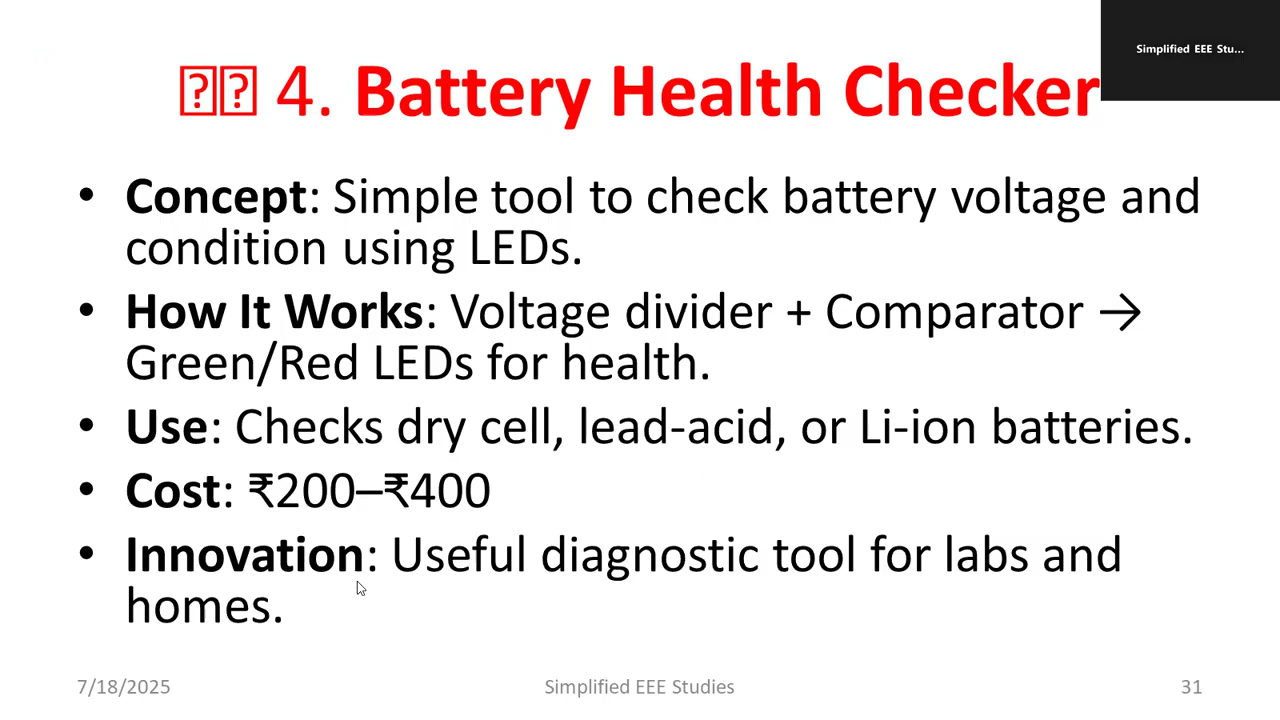 Simplified EEE Stu...
4. Battery Health Checker
• Concept: Simple tool to check battery voltage and
condition using LEDs.
• How It Works: Voltage divider + Comparator →
Green/Red LEDs for health.
• Use: Checks dry cell, lead-acid, or Li-ion batteries.
• Cost: ₹200–₹400
• Innovation: Useful diagnostic tool for labs and
homes.
7/18/2025
Simplified EEE Studies
31